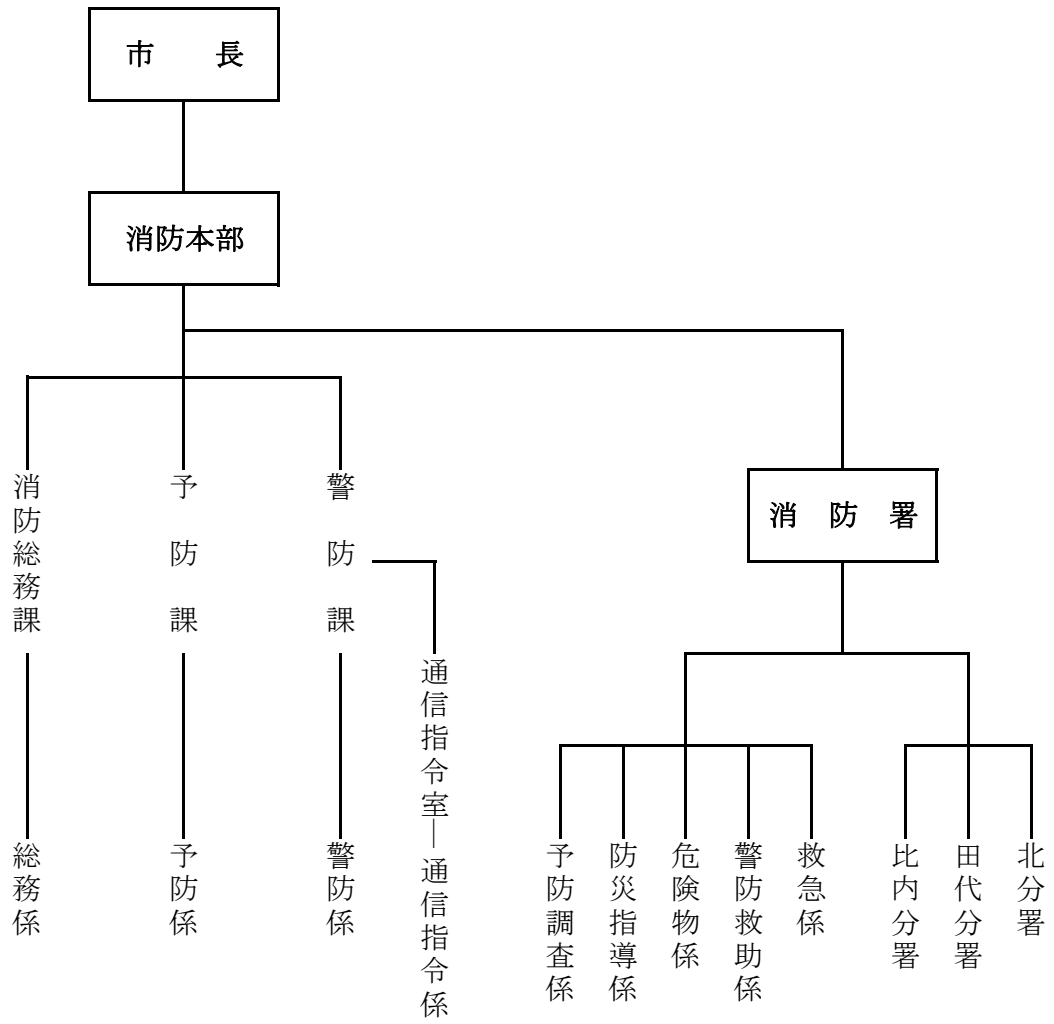 市　　長
消防本部
消防総務課
予　防　課
警　防　課
消　防　署
通信指令室―通信指令係
総務係
予防係
警防係
予防調査係
防災指導係
危険物係
警防救助係
救急係
比内分署
田代分署
北分署